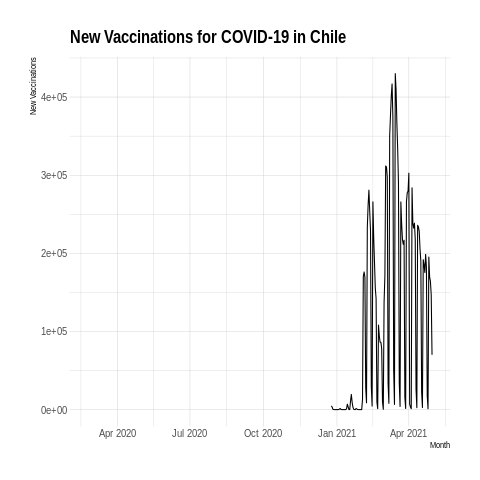 New Vaccinations for COVID-19 in Chile
New Vaccinations
4e+05
3e+05
2e+05
1e+05
0e+00
Apr 2020 Jul 2020 Oct 2020 Jan 2021 Apr 2021
Month